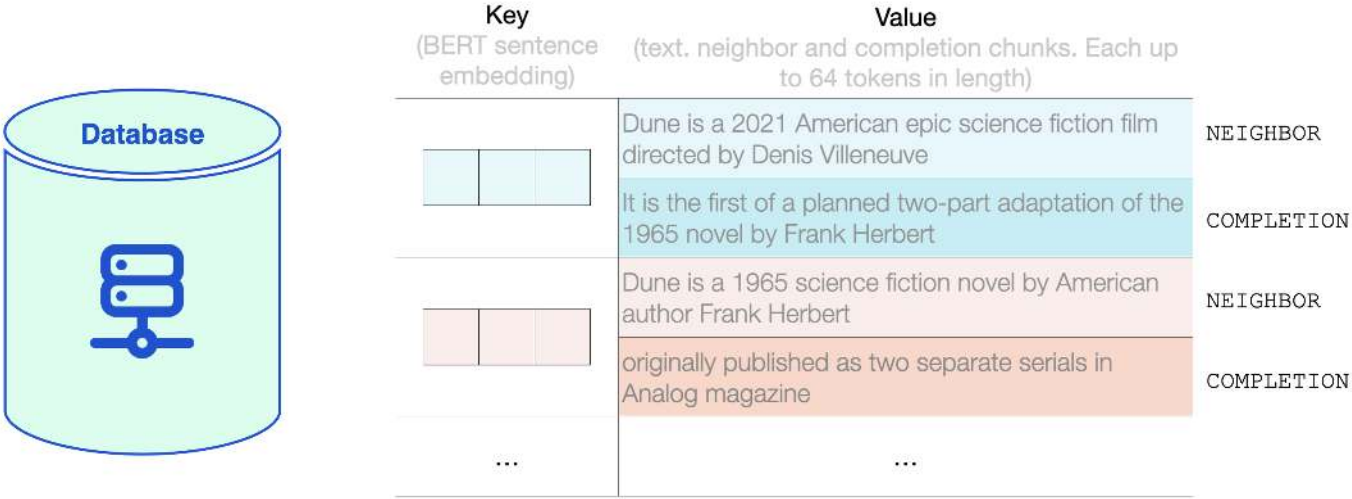 Database
Key
(BERT sentence
embedding)
Value
(text. neighbor and completion chunks. Each up
to 64 tokens in length)
Dune is a 2021 American epic science fiction film
directed by Denis Villeneuve
NEIGHBOR
It is the first of a planned two-part adaptation of the
1965 novel by Frank Herbert
COMPLETION
Dune is a 1965 science fiction novel by American
author Frank Herbert
NEIGHBOR
originally published as two separate serials in
Analog magazine
COMPLETION
...
...